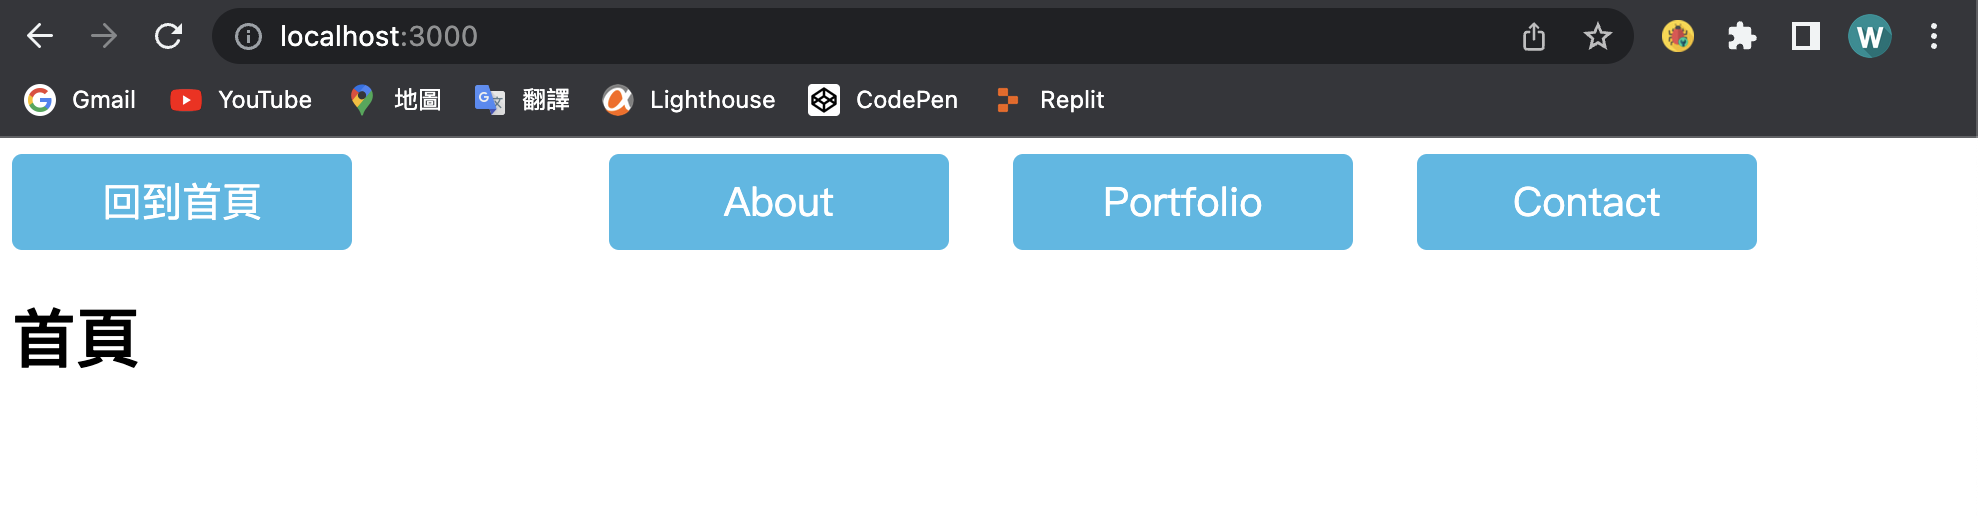 localhost:3000
W
Gmail YouTube 地圖 翻譯 Lighthouse CodePen Replit
回到首頁 About Portfolio Contact
首頁